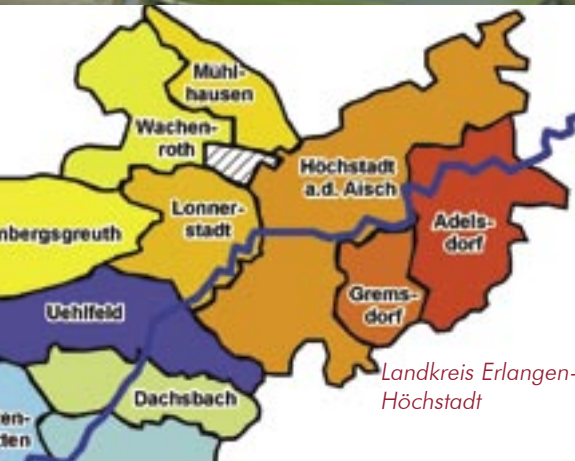 Mühl-
hausen
Wachen-
roth
Höchstadt
a.d. Aisch
Lonner-
stadt
Adels-
dorf
nbergsgreuth
Grems-
dorf
Uehlfeld
Landkreis Erlangen-
Höchstadt
Dachsbach
en-
ten